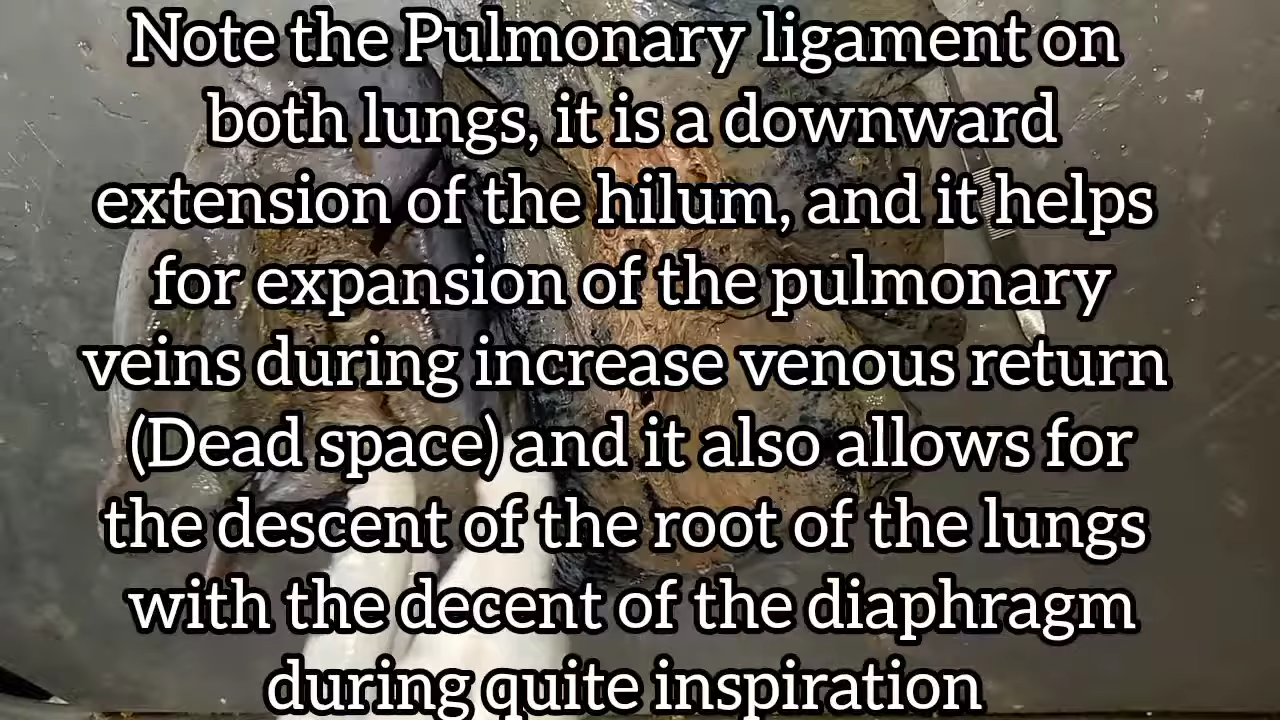 Note the Pulmonary ligament on
both lungs, it is a downward
extension of the hilum, and it helps
for expansion of the pulmonary
veins during increase venous return
(Dead space) and it also allows for
the descent of the root of the lungs
with the decent of the diaphragm
during quite inspiration